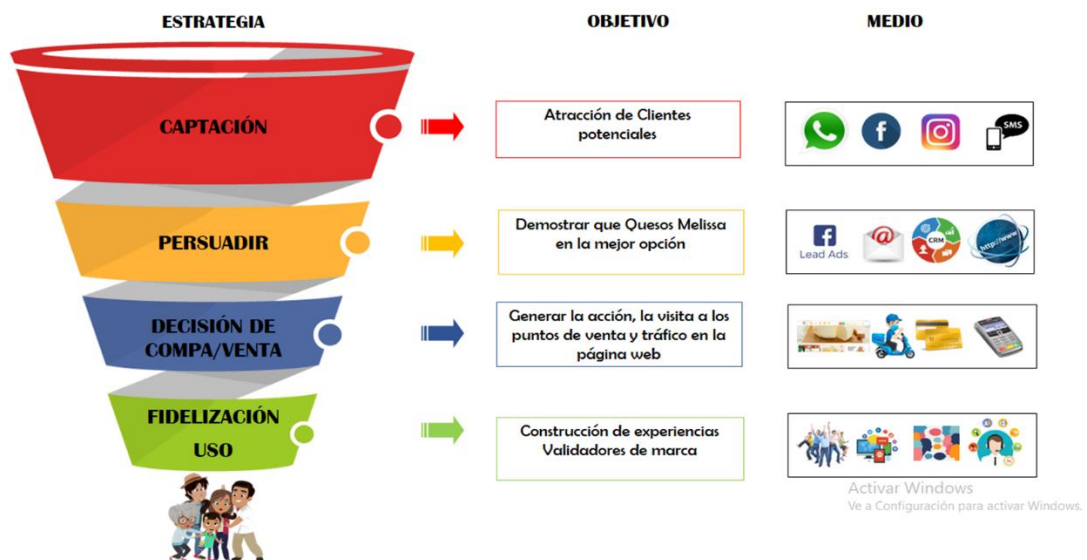 ESTRATEGIA
OBJETIVO
MEDIO
CAPTACIÓN
Atracción de Clientes
potenciales
SMS
PERSUADIR
Demostrar que Quesos Melissa
en la mejor opción
Lead Ads
CRM
http://www
DECISIÓN DE
COMPA/VENTA
Generar la acción, la visita a los
puntos de venta y tráfico en la
página web
FIDELIZACIÓN
USO
Construcción de experiencias
Validadores de marca
Activar Windows
Ve a Configuración para activar Windows.